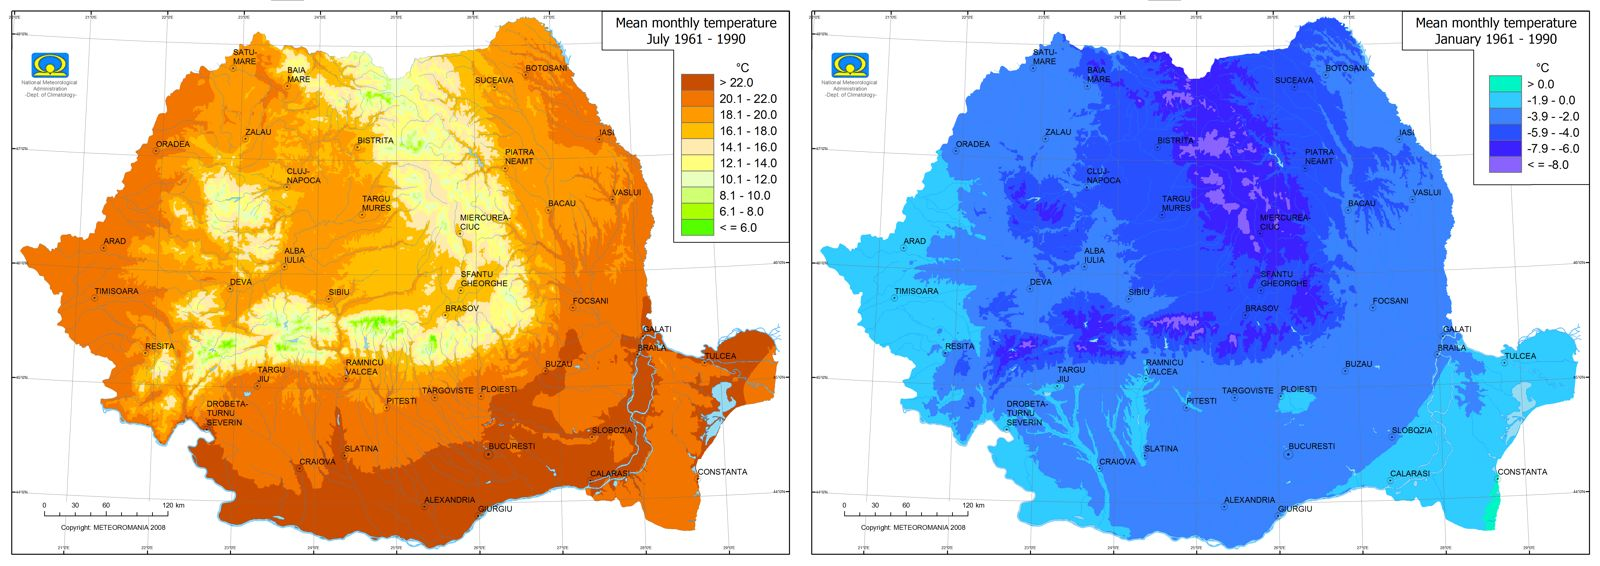 Mean monthly temperature
July 1961 - 1990
°C
> 22.0
20.1 - 22.0
18.1 - 20.0
16.1 - 18.0
14.1 - 16.0
12.1 - 14.0
10.1 - 12.0
8.1 - 10.0
6.1 - 8.0
< = 6.0
National Meteorological
Administration
-Dept. of Climatology-
SATU-
MARE
BAIA
MARE
SUCEAVA
BOTOSANI
ZALAU
ORADEA
BISTRITA
IASI
PIATRA
NEAMT
CLUJ-
NAPOCA
TARGU
MURES
BACAU
VASLUI
MIERCUREA-
CIUC
ARAD
ALBA
IULIA
DEVA
SIBIU
SFANTU
GHEORGHE
TIMISOARA
BRASOV
FOCSANI
GALATI
BRAILA
TULCEA
RESITA
TARGU
JIU
RAMNICU
VALCEA
BUZAU
TARGOVISTE
PLOIESTI
PITESTI
DROBETA-
TURNU
SEVERIN
SLATINA
BUCURESTI
SLOBOZIA
CRAIOVA
CALARASI
CONSTANTA
ALEXANDRIA
GIURGIU
0 30 60 90 120 km
Copyright: METEOROMANIA 2008
Mean monthly temperature
January 1961 - 1990
°C
> 0.0
-1.9 - 0.0
-3.9 - -2.0
-5.9 - -4.0
-7.9 - -6.0
< = -8.0
National Meteorological
Administration
-Dept. of Climatology-
SATU-
MARE
BAIA
MARE
SUCEAVA
BOTOSANI
ZALAU
ORADEA
BISTRITA
IASI
PIATRA
NEAMT
CLUJ-
NAPOCA
TARGU
MURES
BACAU
VASLUI
MIERCUREA-
CIUC
ARAD
ALBA
IULIA
DEVA
SIBIU
SFANTU
GHEORGHE
TIMISOARA
BRASOV
FOCSANI
GALATI
BRAILA
TULCEA
RESITA
TARGU
JIU
RAMNICU
VALCEA
BUZAU
TARGOVISTE
PLOIESTI
PITESTI
DROBETA-
TURNU
SEVERIN
SLATINA
BUCURESTI
SLOBOZIA
CRAIOVA
CALARASI
CONSTANTA
ALEXANDRIA
GIURGIU
0 30 60 90 120 km
Copyright: METEOROMANIA 2008